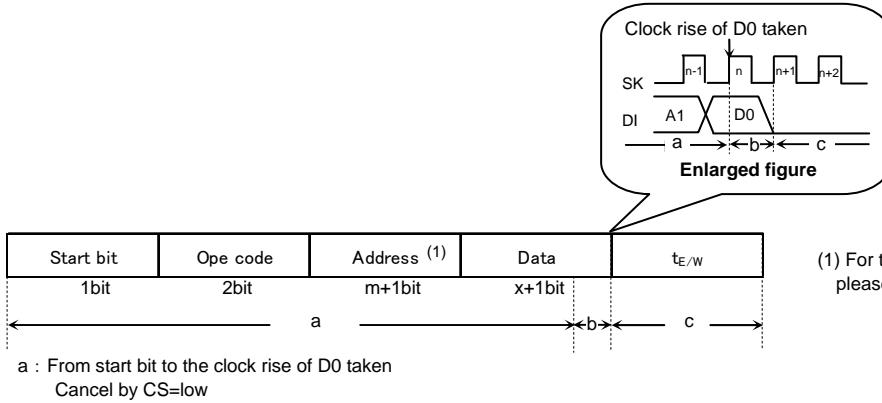 Clock rise of D0 taken
n-1 n n+1 n+2
SK
DI A1 D0
a b c
Enlarged figure
Start bit Ope code Address (1) Data tE/W
1bit 2bit m+1bit x+1bit
a b c
(1) For t
pleas
a : From start bit to the clock rise of D0 taken
Cancel by CS=low